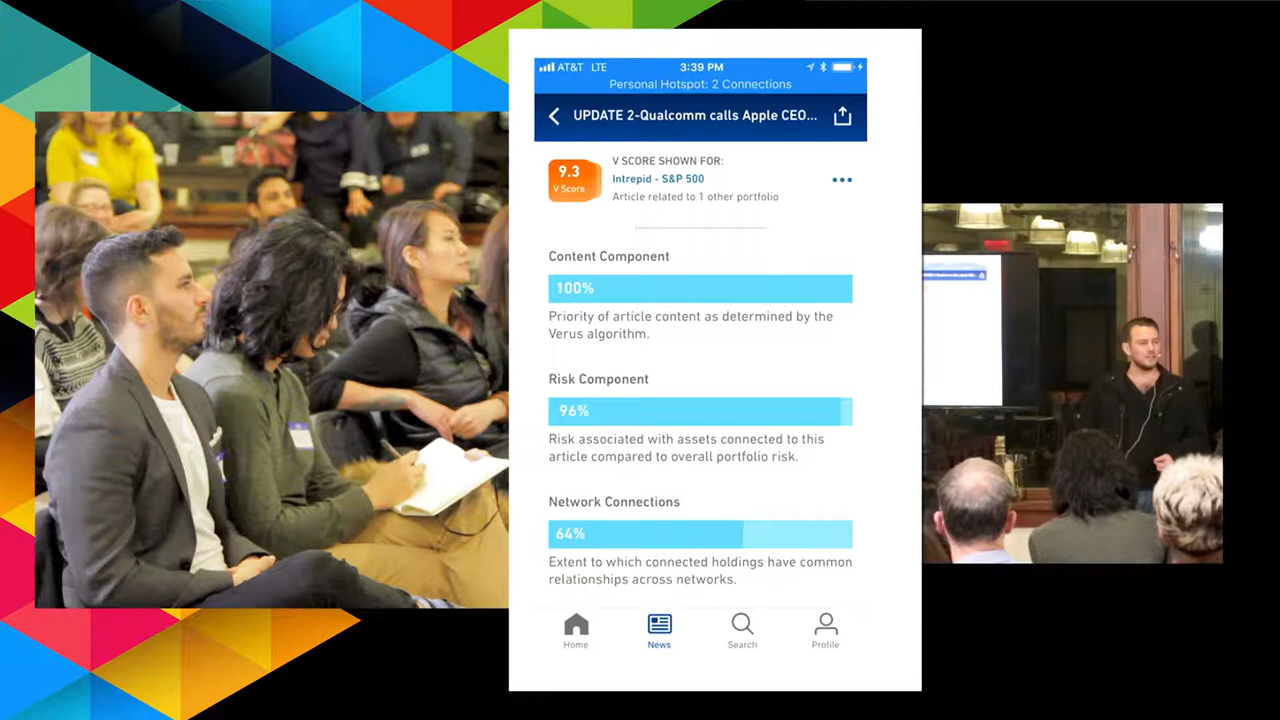 AT&T LTE 3:39 PM
Personal Hotspot: 2 Connections
UPDATE 2-Qualcomm calls Apple CEO...
9.3
V Score
V SCORE SHOWN FOR:
Intrepid - S&P 500
Article related to 1 other portfolio
Content Component
100%
Priority of article content as determined by the
Verus algorithm.
Risk Component
96%
Risk associated with assets connected to this
article compared to overall portfolio risk.
Network Connections
64%
Extent to which connected holdings have common
relationships across networks.
Home News Search Profile